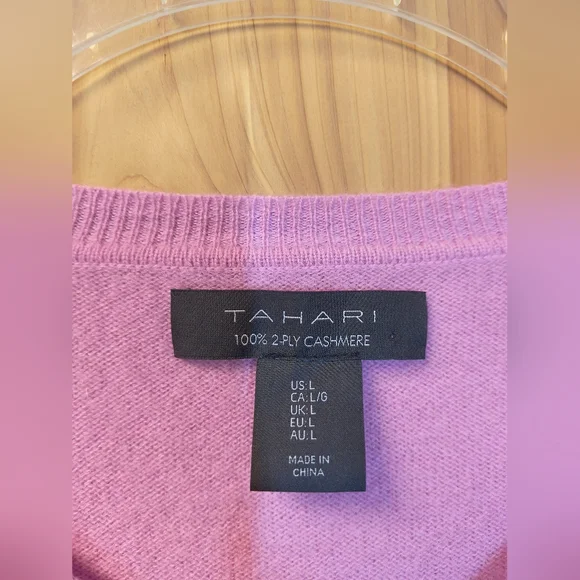 TAHARI
100% 2-PLY CASHMERE
US:L
CA:L/G
UK:L
EU:L
AU:L
MADE IN
CHINA